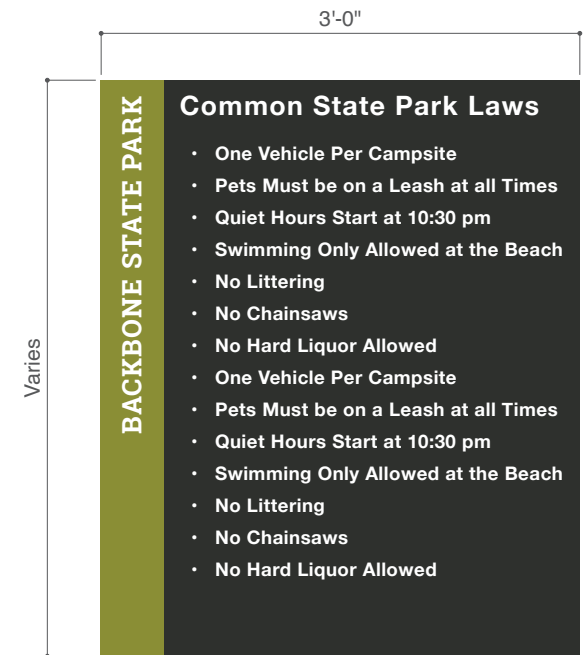 3'-0"
Varies
BACKBONE STATE PARK
Common State Park Laws
• One Vehicle Per Campsite
• Pets Must be on a Leash at all Times
• Quiet Hours Start at 10:30 pm
• Swimming Only Allowed at the Beach
• No Littering
• No Chainsaws
• No Hard Liquor Allowed
• One Vehicle Per Campsite
• Pets Must be on a Leash at all Times
• Quiet Hours Start at 10:30 pm
• Swimming Only Allowed at the Beach
• No Littering
• No Chainsaws
• No Hard Liquor Allowed